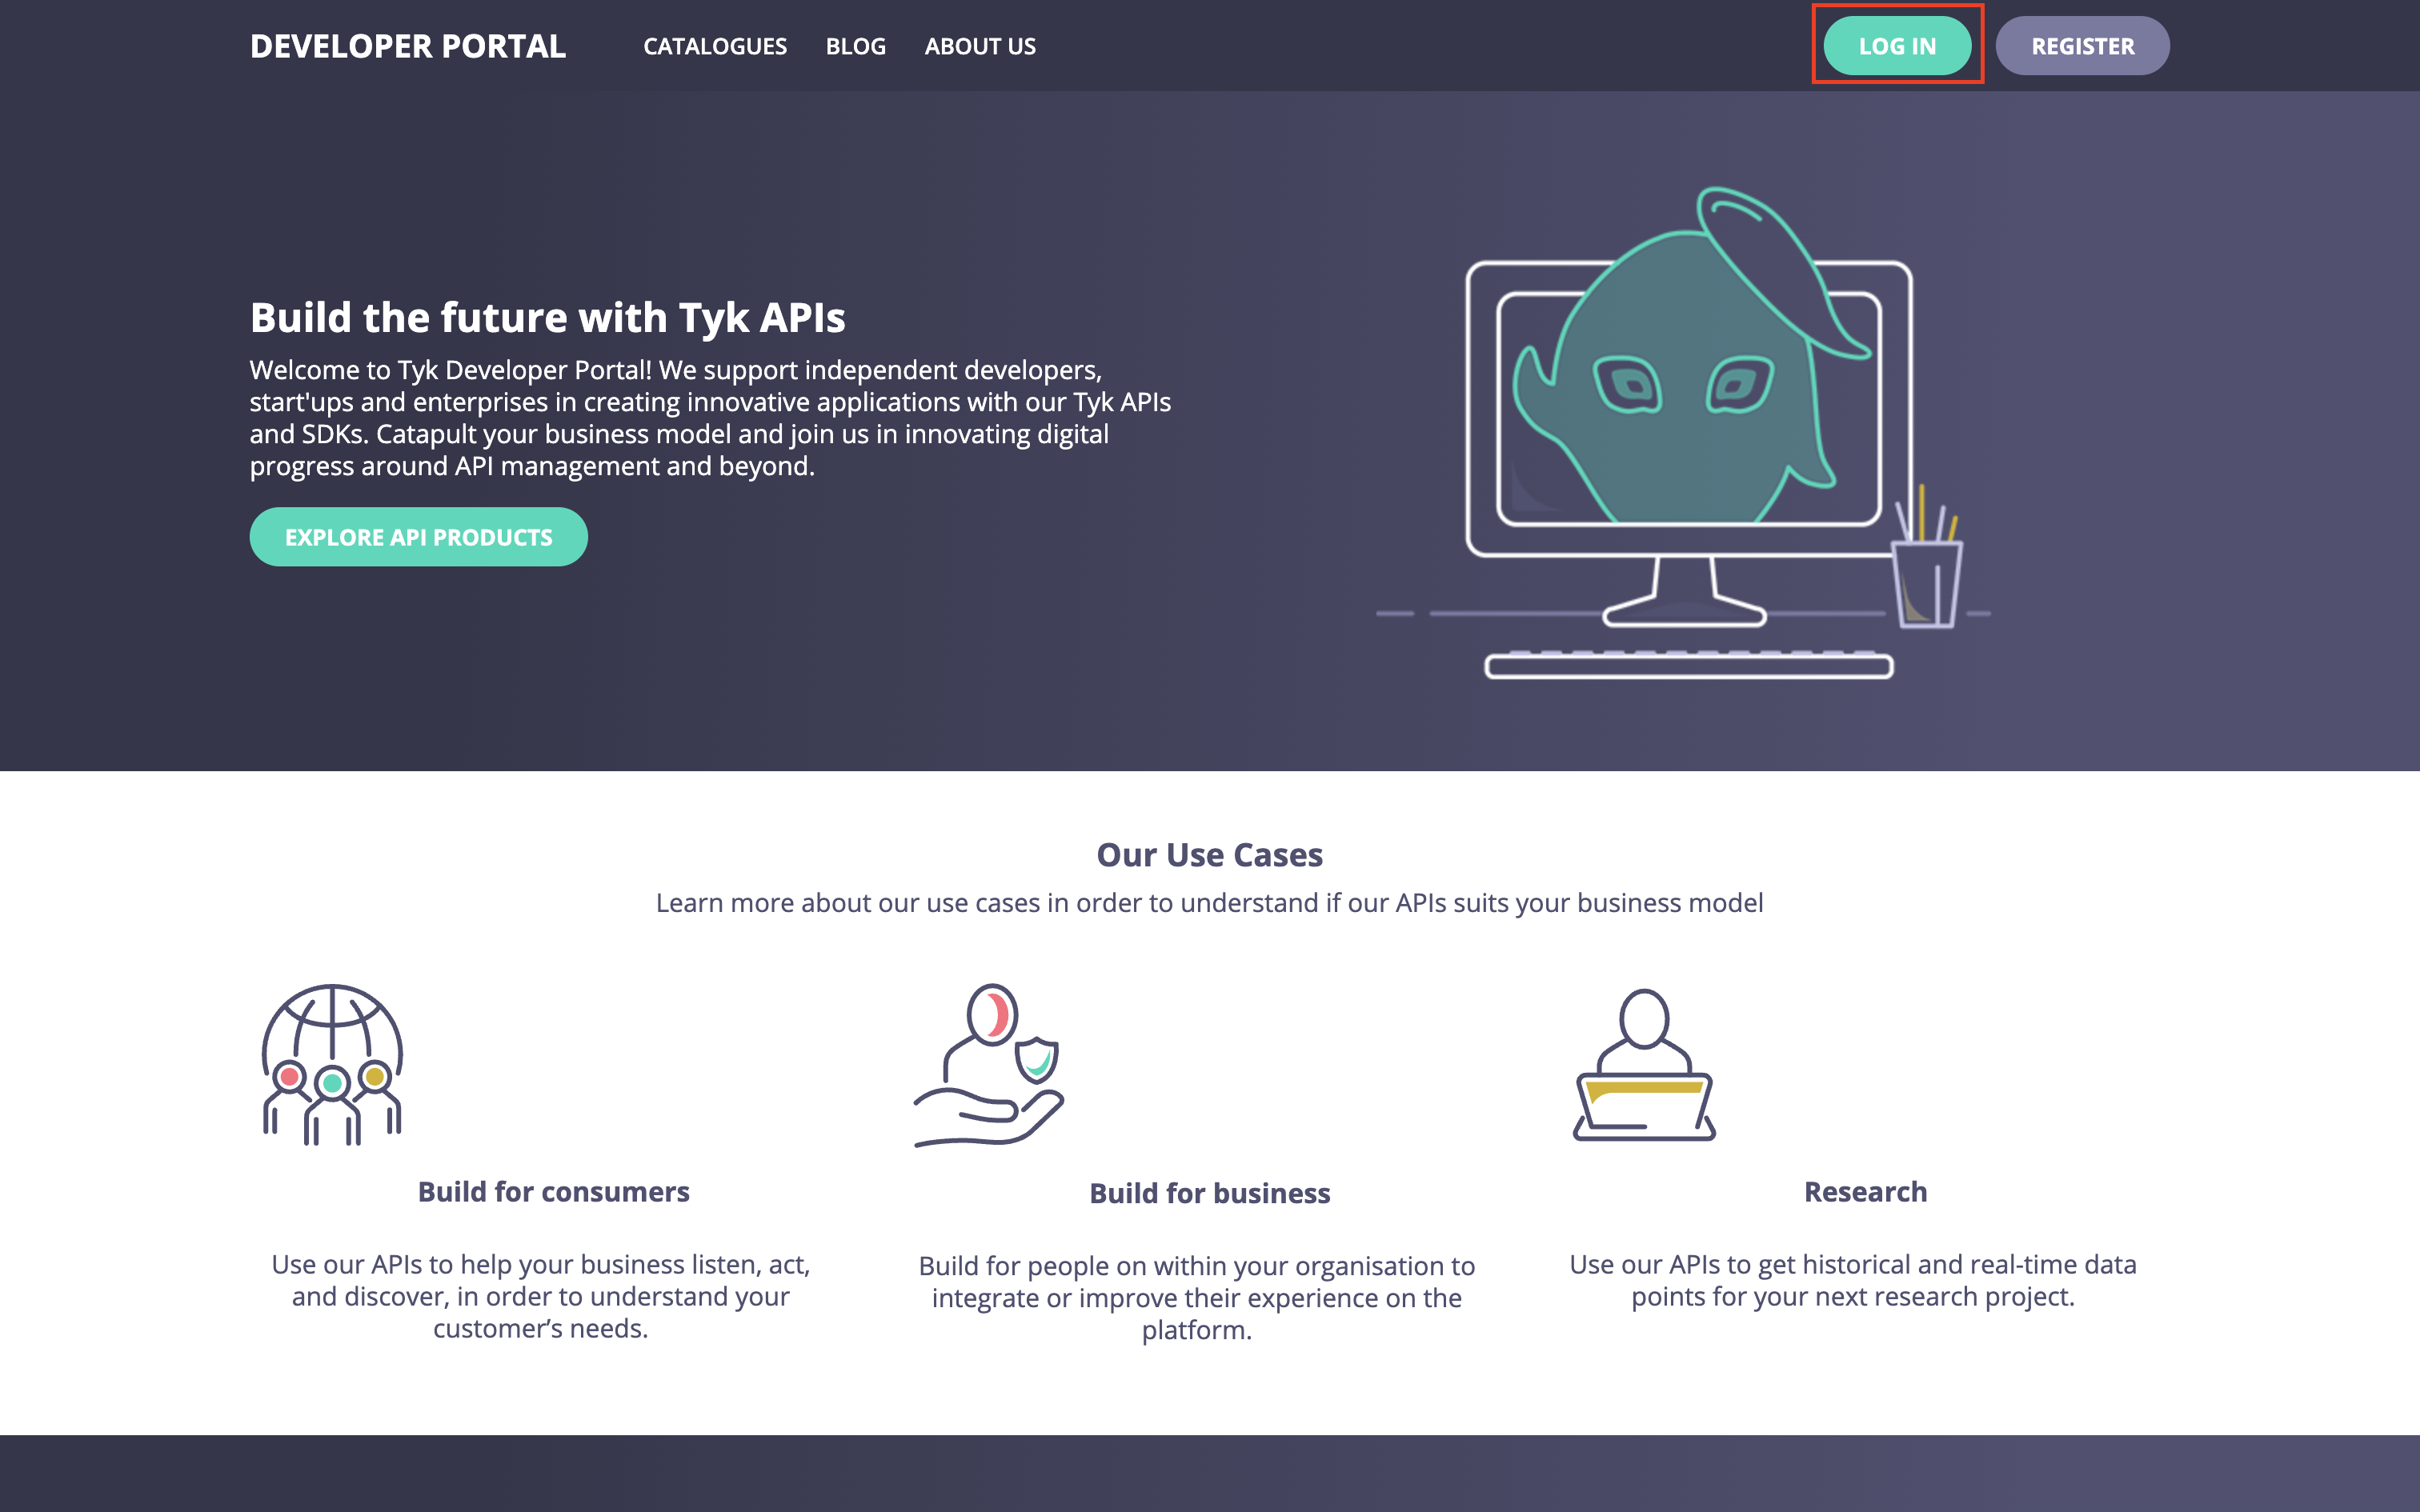 DEVELOPER PORTAL
CATALOGUES
BLOG
ABOUT US
LOG IN
REGISTER
Build the future with Tyk APIs
Welcome to Tyk Developer Portal! We support independent developers,
start'ups and enterprises in creating innovative applications with our Tyk APIs
and SDKs. Catapult your business model and join us in innovating digital
progress around API management and beyond.
EXPLORE API PRODUCTS
Our Use Cases
Learn more about our use cases in order to understand if our APIs suits your business model
Build for consumers
Use our APIs to help your business listen, act,
and discover, in order to understand your
customer’s needs.
Build for business
Build for people on within your organisation to
integrate or improve their experience on the
platform.
Research
Use our APIs to get historical and real-time data
points for your next research project.